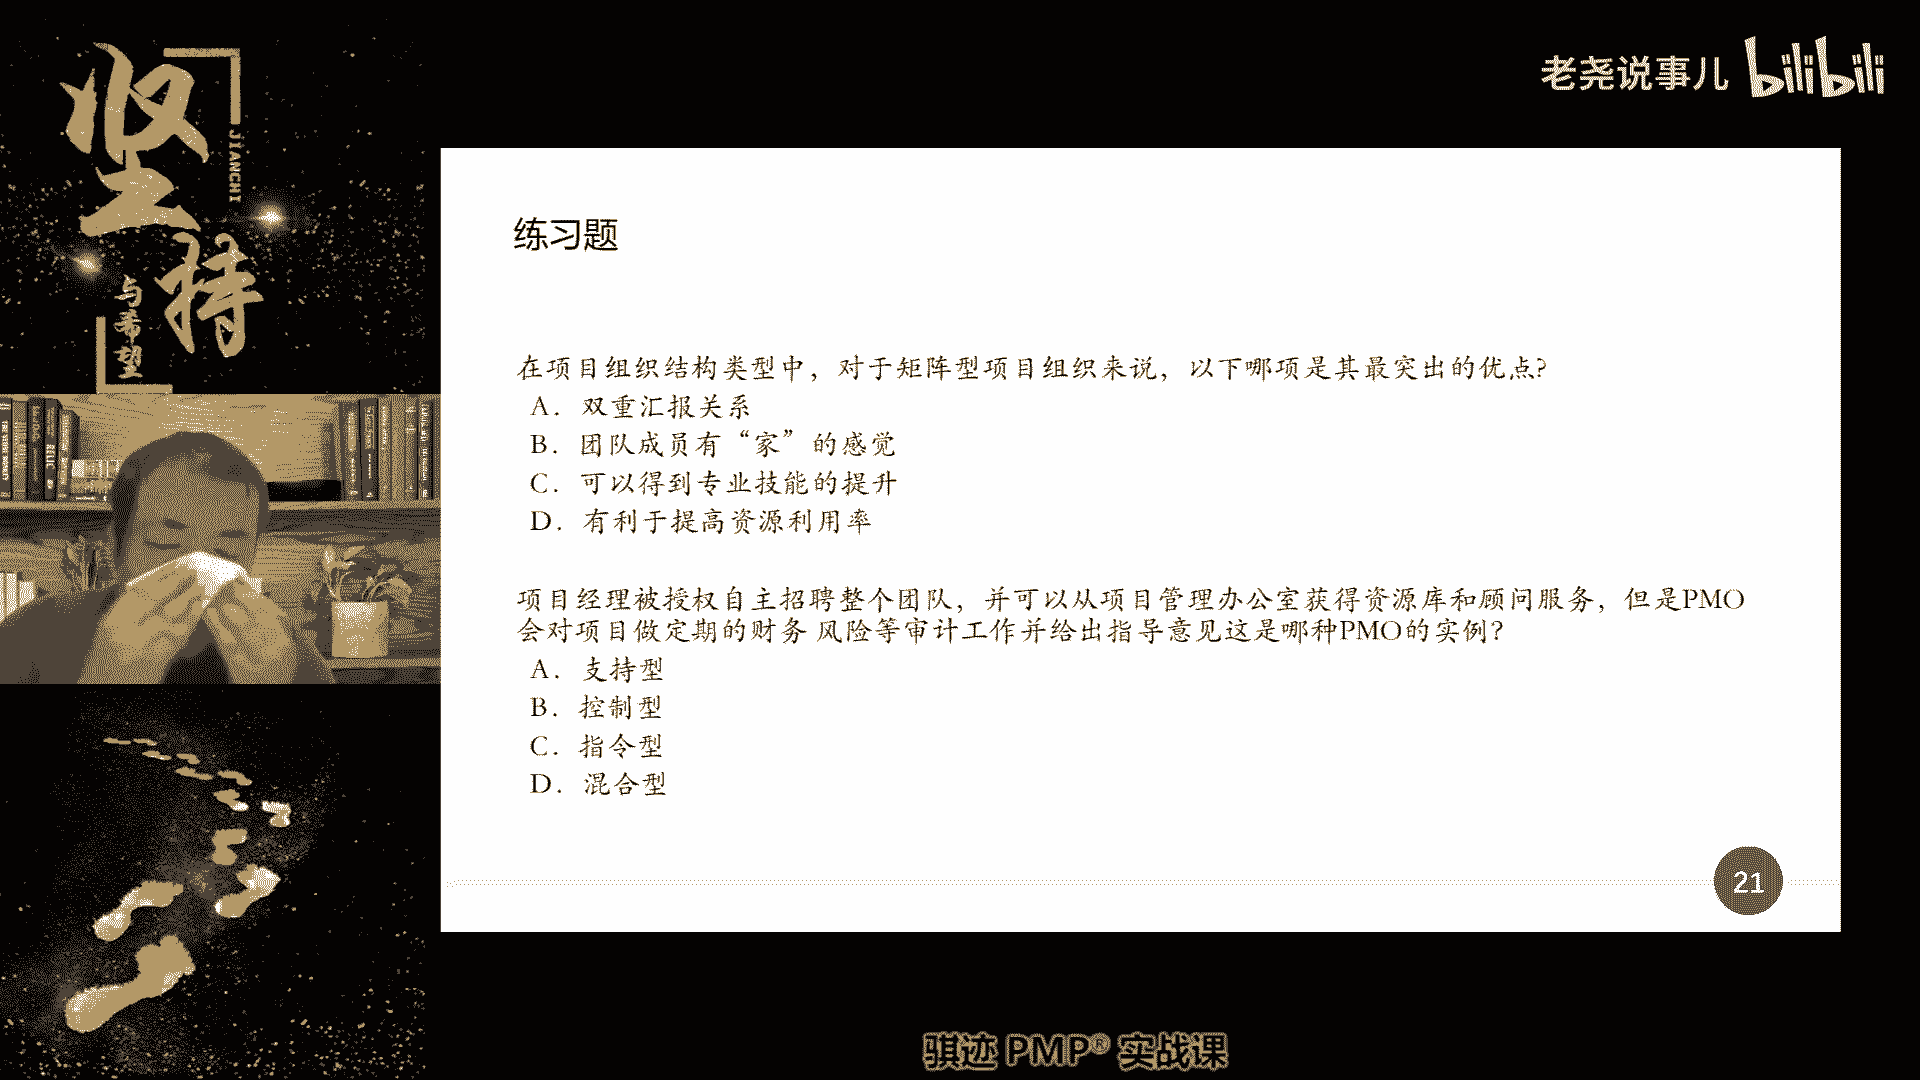 坚持
JIANCHI
与希望
老尧说事儿 bilibili
练习题
在项目组织结构类型中，对于矩阵型项目组织来说，以下哪项是其最突出的优点?
A. 双重汇报关系
B. 团队成员有“家”的感觉
C. 可以得到专业技能的提升
D. 有利于提高资源利用率
项目经理被授权自主招聘整个团队，并可以从项目管理办公室获得资源库和顾问服务，但是PMO
会对项目做定期的财务 风险等审计工作并给出指导意见这是哪种PMO的实例？
A. 支持型
B. 控制型
C. 指令型
D. 混合型
21
骐迹 PMP® 实战课